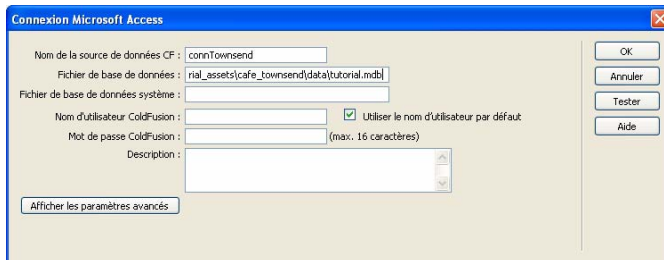 Connexion Microsoft Access
Nom de la source de données CF : connTownsend
Fichier de base de données : rial_assets\cafe_townsend\data\tutorial.mdb
Fichier de base de données système :
Nom d'utilisateur ColdFusion : Utiliser le nom d'utilisateur par défaut
Mot de passe ColdFusion : (max. 16 caractères)
Description :
Afficher les paramètres avancés
OK
Annuler
Tester
Aide